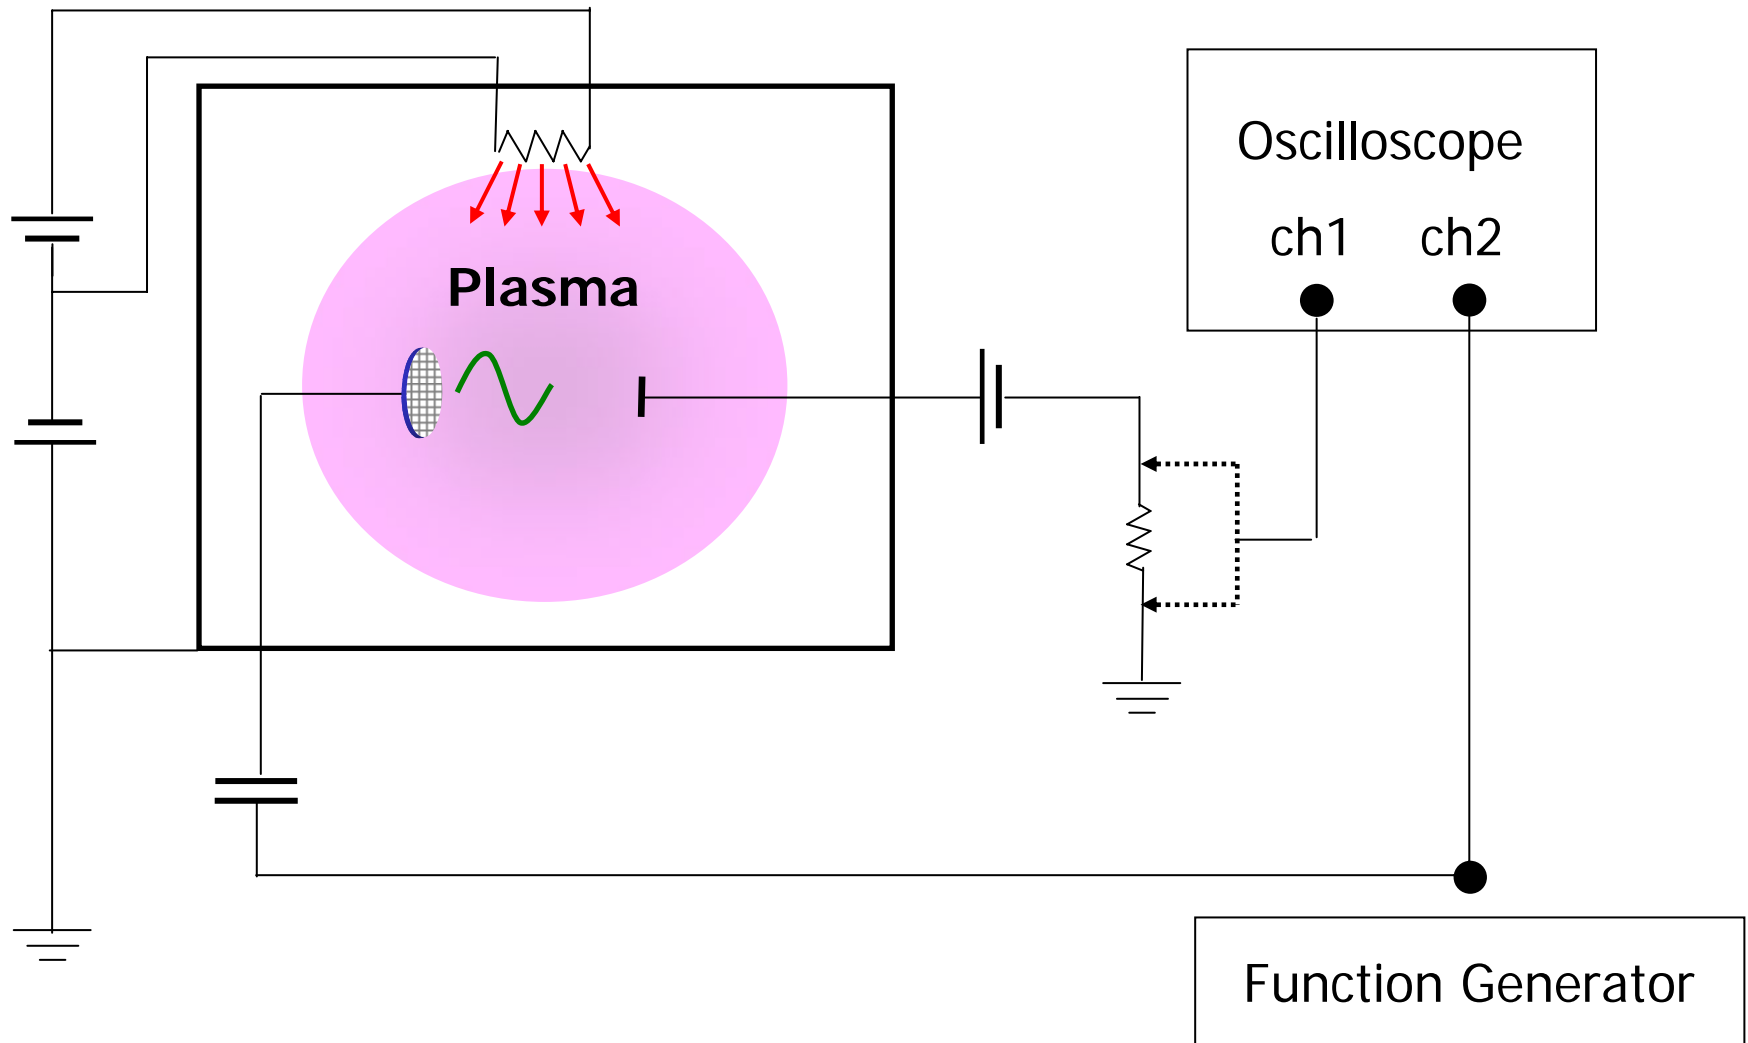 Oscilloscope
ch1 ch2
Plasma
Function Generator